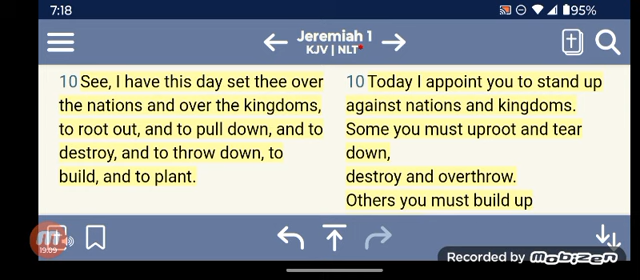 7:18
95%
Jeremiah 1
KJV | NLT
10 See, I have this day set thee over
the nations and over the kingdoms,
to root out, and to pull down, and to
destroy, and to throw down, to
build, and to plant.
10 Today I appoint you to stand up
against nations and kingdoms.
Some you must uproot and tear
down,
destroy and overthrow.
Others you must build up
19:09
Recorded by MOBIZEN